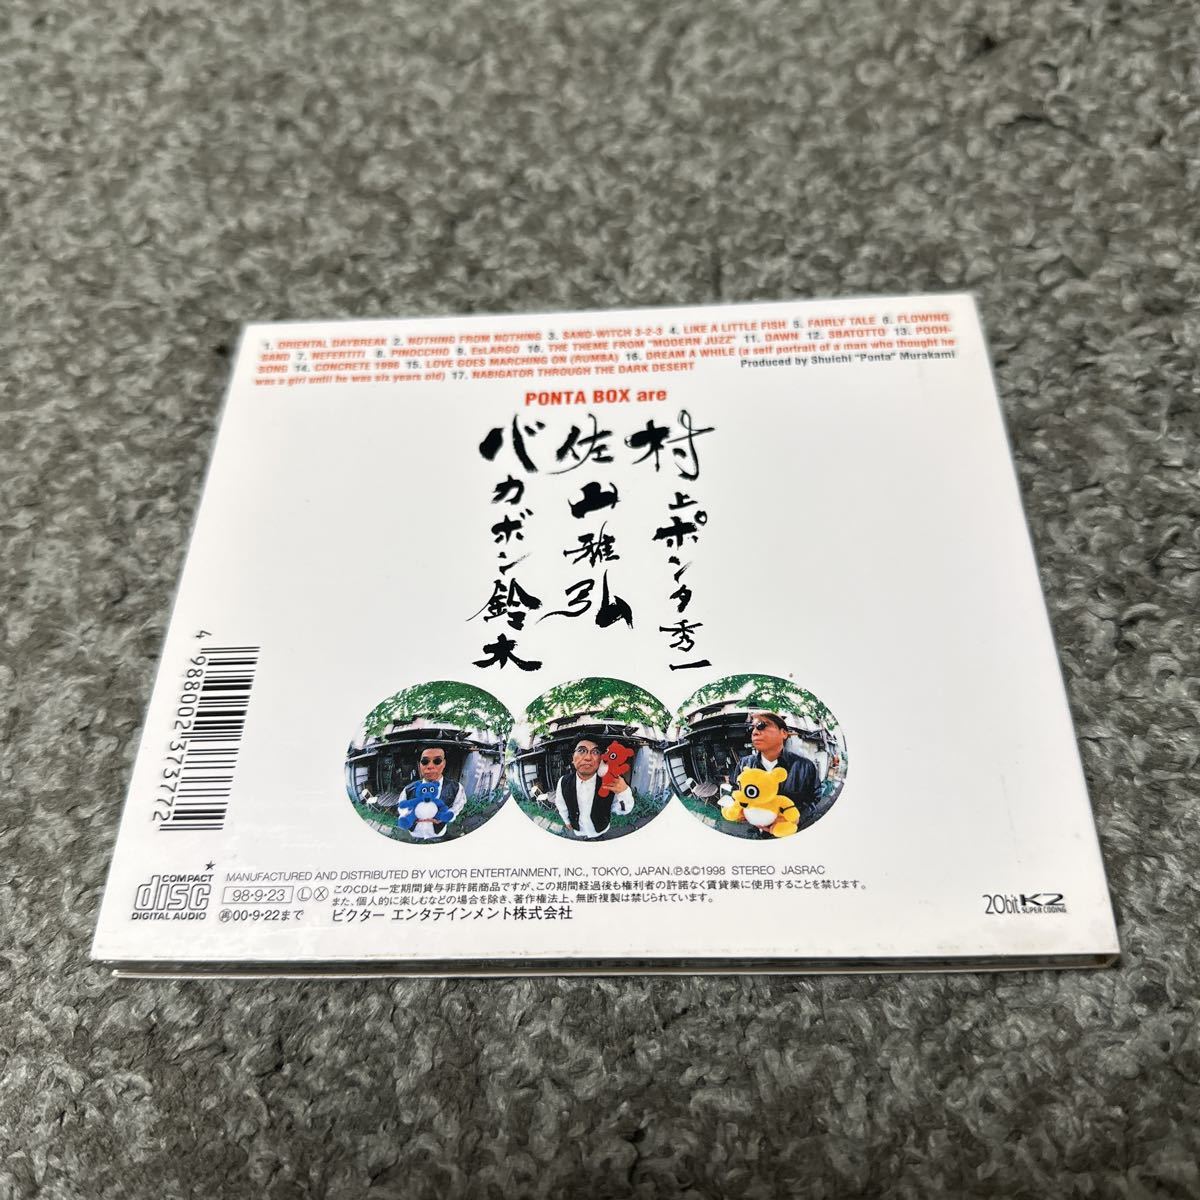 1. ORIENTAL DAYBREAK 2. NOTHING FROM NOTHING 3. SAND-WITCH 3-2-3 4. LIKE A LITTLE FISH 5. FAIRLY TALE 6. FLOWING
SAND 7. NEFERTITI 8. PINOCCHIO 9. EsLARGO 10. THE THEME FROM "MODERN JUZZ" 11. DAWN 12. SBATOTTO 13. POOH-
SONG 14. CONCRETE 1996 15. LOVE GOES MARCHING ON (RUMBA) 16. DREAM A WHILE (a self portrait of a man who thought he
was a girl until he was six years old) 17. NABIGATOR THROUGH THE DARK DESERT Produced by Shuichi "Ponta" Murakami
PONTA BOX are
村上ポンタ秀一
佐山雅弘
バカボン鈴木
4 988002 373772
COMPACT
disc
DIGITAL AUDIO
MANUFACTURED AND DISTRIBUTED BY VICTOR ENTERTAINMENT, INC., TOKYO, JAPAN.℗&©1998 STEREO JASRAC
98・9・23 Ⓛ Ⓧ このCDは一定期間貸与非許諾商品ですが、この期間経過後も権利者の許諾なく賃貸業に使用することを禁じます。
また、個人的に楽しむなどの場合を除き、著作権法上、無断複製は禁じられています。
㊢00・9・22まで ビクター エンタテインメント株式会社
20bit K2
SUPER CODING